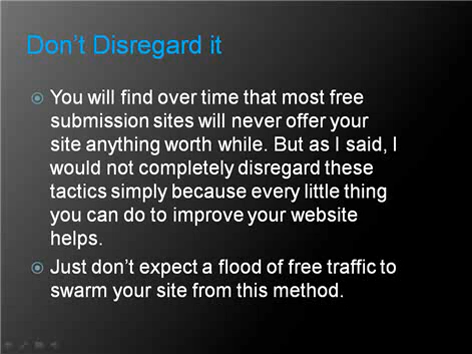 Don't Disregard it
You will find over time that most free
submission sites will never offer your
site anything worth while. But as I said, I
would not completely disregard these
tactics simply because every little thing
you can do to improve your website
helps.
Just don't expect a flood of free traffic to
swarm your site from this method.